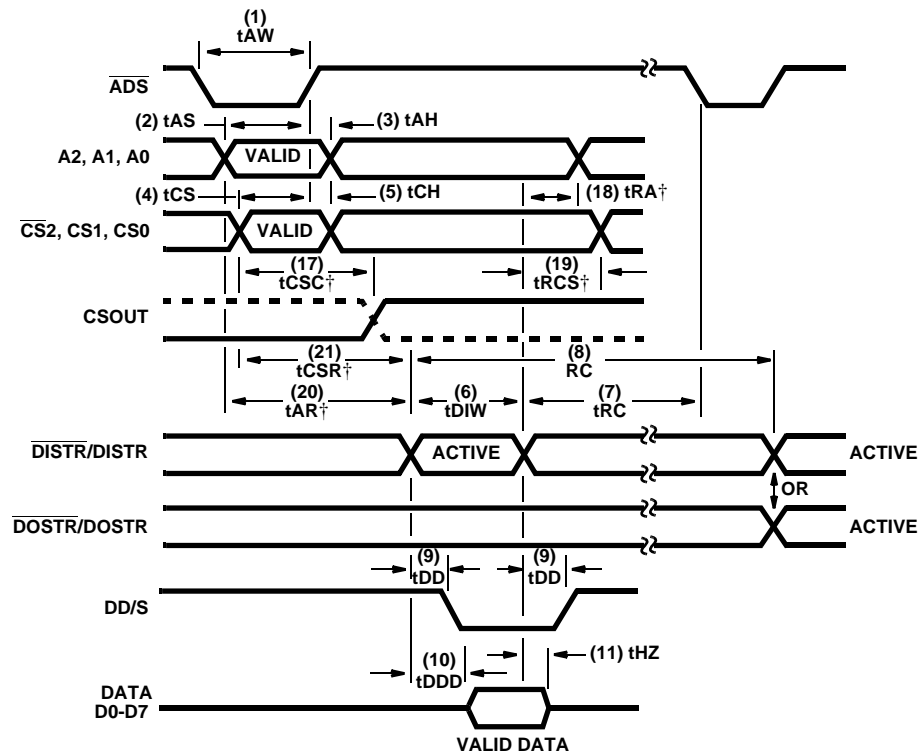 (1)
tAW
ADS
(2) tAS
(3) tAH
A2, A1, A0
VALID
(4) tCS
(5) tCH
(18) tRA†
CS2, CS1, CS0
VALID
(17)
tCSC†
(19)
tRCS†
CSOUT
(21)
tCSR†
(8)
RC
(20)
tAR†
(6)
tDIW
(7)
tRC
DISTR/DISTR
ACTIVE
ACTIVE
OR
DOSTR/DOSTR
ACTIVE
(9)
tDD
(9)
tDD
DD/S
(10)
tDDD
(11) tHZ
DATA
D0-D7
VALID DATA